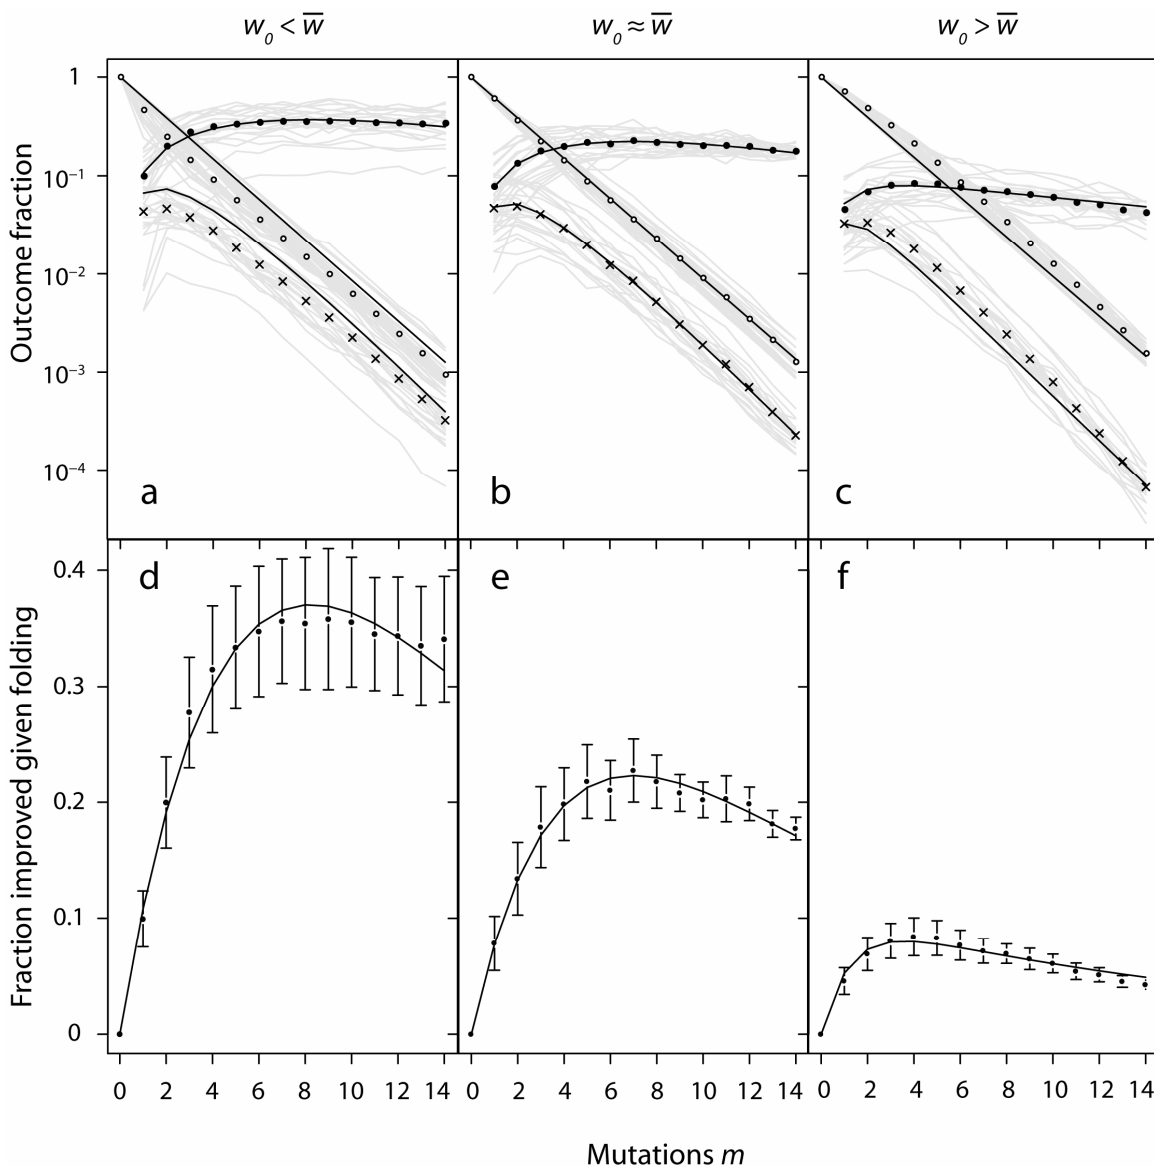 w₀ < w̅ w₀ ≈ w̅ w₀ > w̅
Outcome fraction
1
10⁻¹
10⁻²
10⁻³
10⁻⁴
a b c
Fraction improved given folding
0.4
0.3
0.2
0.1
0
d e f
0 2 4 6 8 10 12 14 0 2 4 6 8 10 12 14 0 2 4 6 8 10 12 14
Mutations m